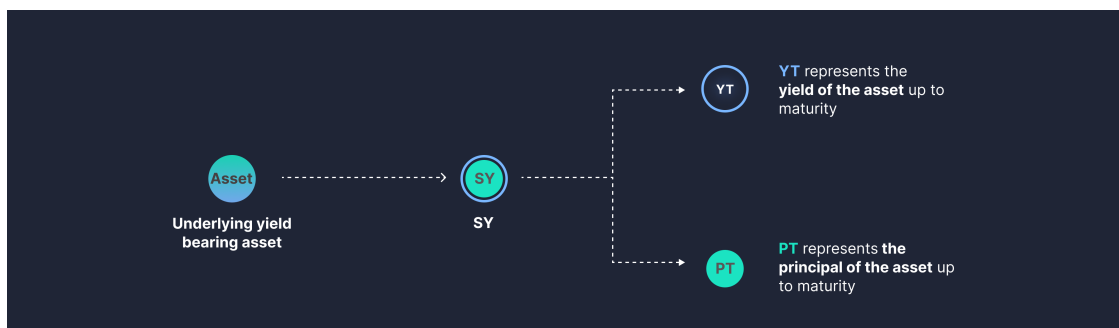 YT
YT represents the
yield of the asset up to
maturity
Asset
Underlying yield
bearing asset
SY
SY
PT
PT represents the
principal of the asset up
to maturity